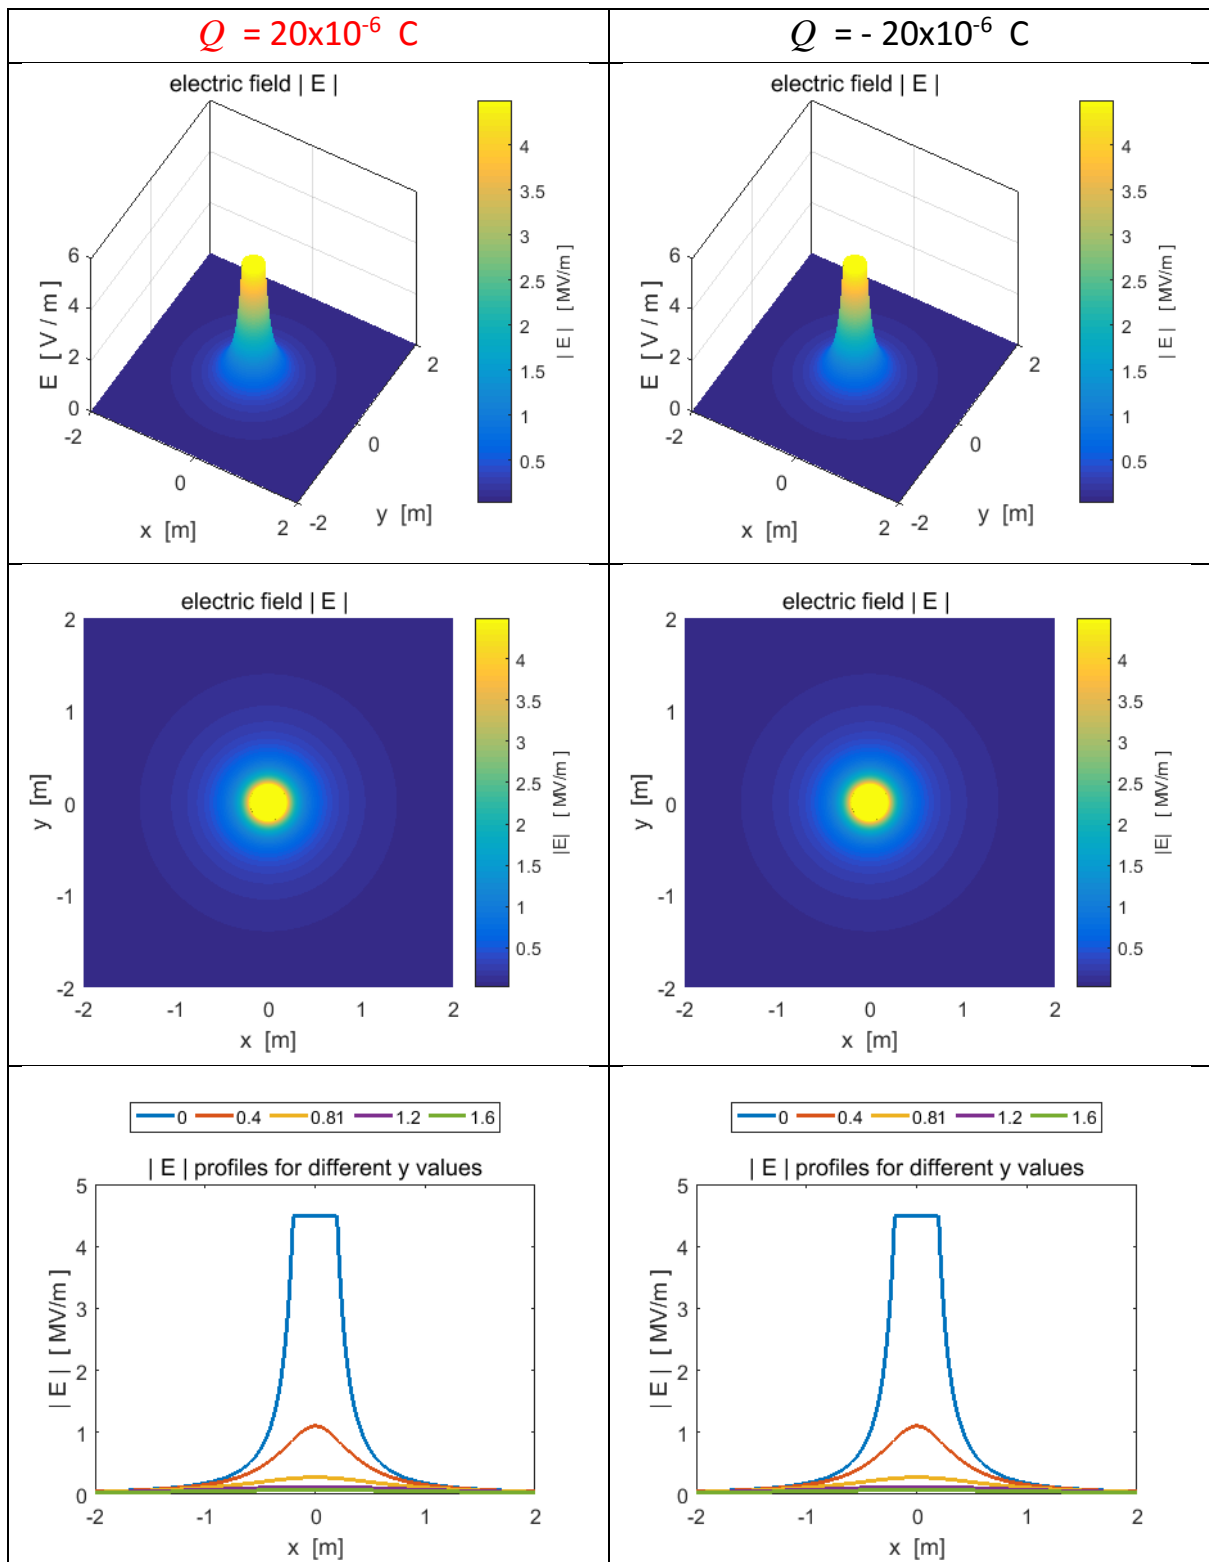 Q = 20x10⁻⁶ C
Q = - 20x10⁻⁶ C
electric field | E |
E [ V / m ]
6
4
2
0
-2
0
2
x [m]
-2
0
2
y [m]
4
3.5
3
2.5
2
1.5
1
0.5
| E | [ MV/m ]
electric field | E |
E [ V / m ]
6
4
2
0
-2
0
2
x [m]
-2
0
2
y [m]
4
3.5
3
2.5
2
1.5
1
0.5
| E | [ MV/m ]
electric field | E |
y [m]
2
1
0
-1
-2
-2 -1 0 1 2
x [m]
4
3.5
3
2.5
2
1.5
1
0.5
|E| [ MV/m ]
electric field | E |
y [m]
2
1
0
-1
-2
-2 -1 0 1 2
x [m]
4
3.5
3
2.5
2
1.5
1
0.5
|E| [ MV/m ]
0 0.4 0.81 1.2 1.6
| E | profiles for different y values
| E | [ MV/m ]
5
4
3
2
1
0
-2 -1 0 1 2
x [m]
0 0.4 0.81 1.2 1.6
| E | profiles for different y values
| E | [ MV/m ]
5
4
3
2
1
0
-2 -1 0 1 2
x [m]